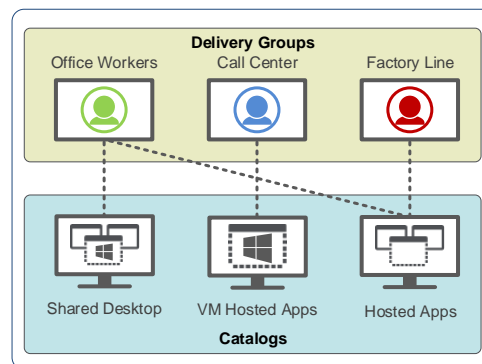 Delivery Groups
Office Workers
Call Center
Factory Line
Shared Desktop
VM Hosted Apps
Hosted Apps
Catalogs